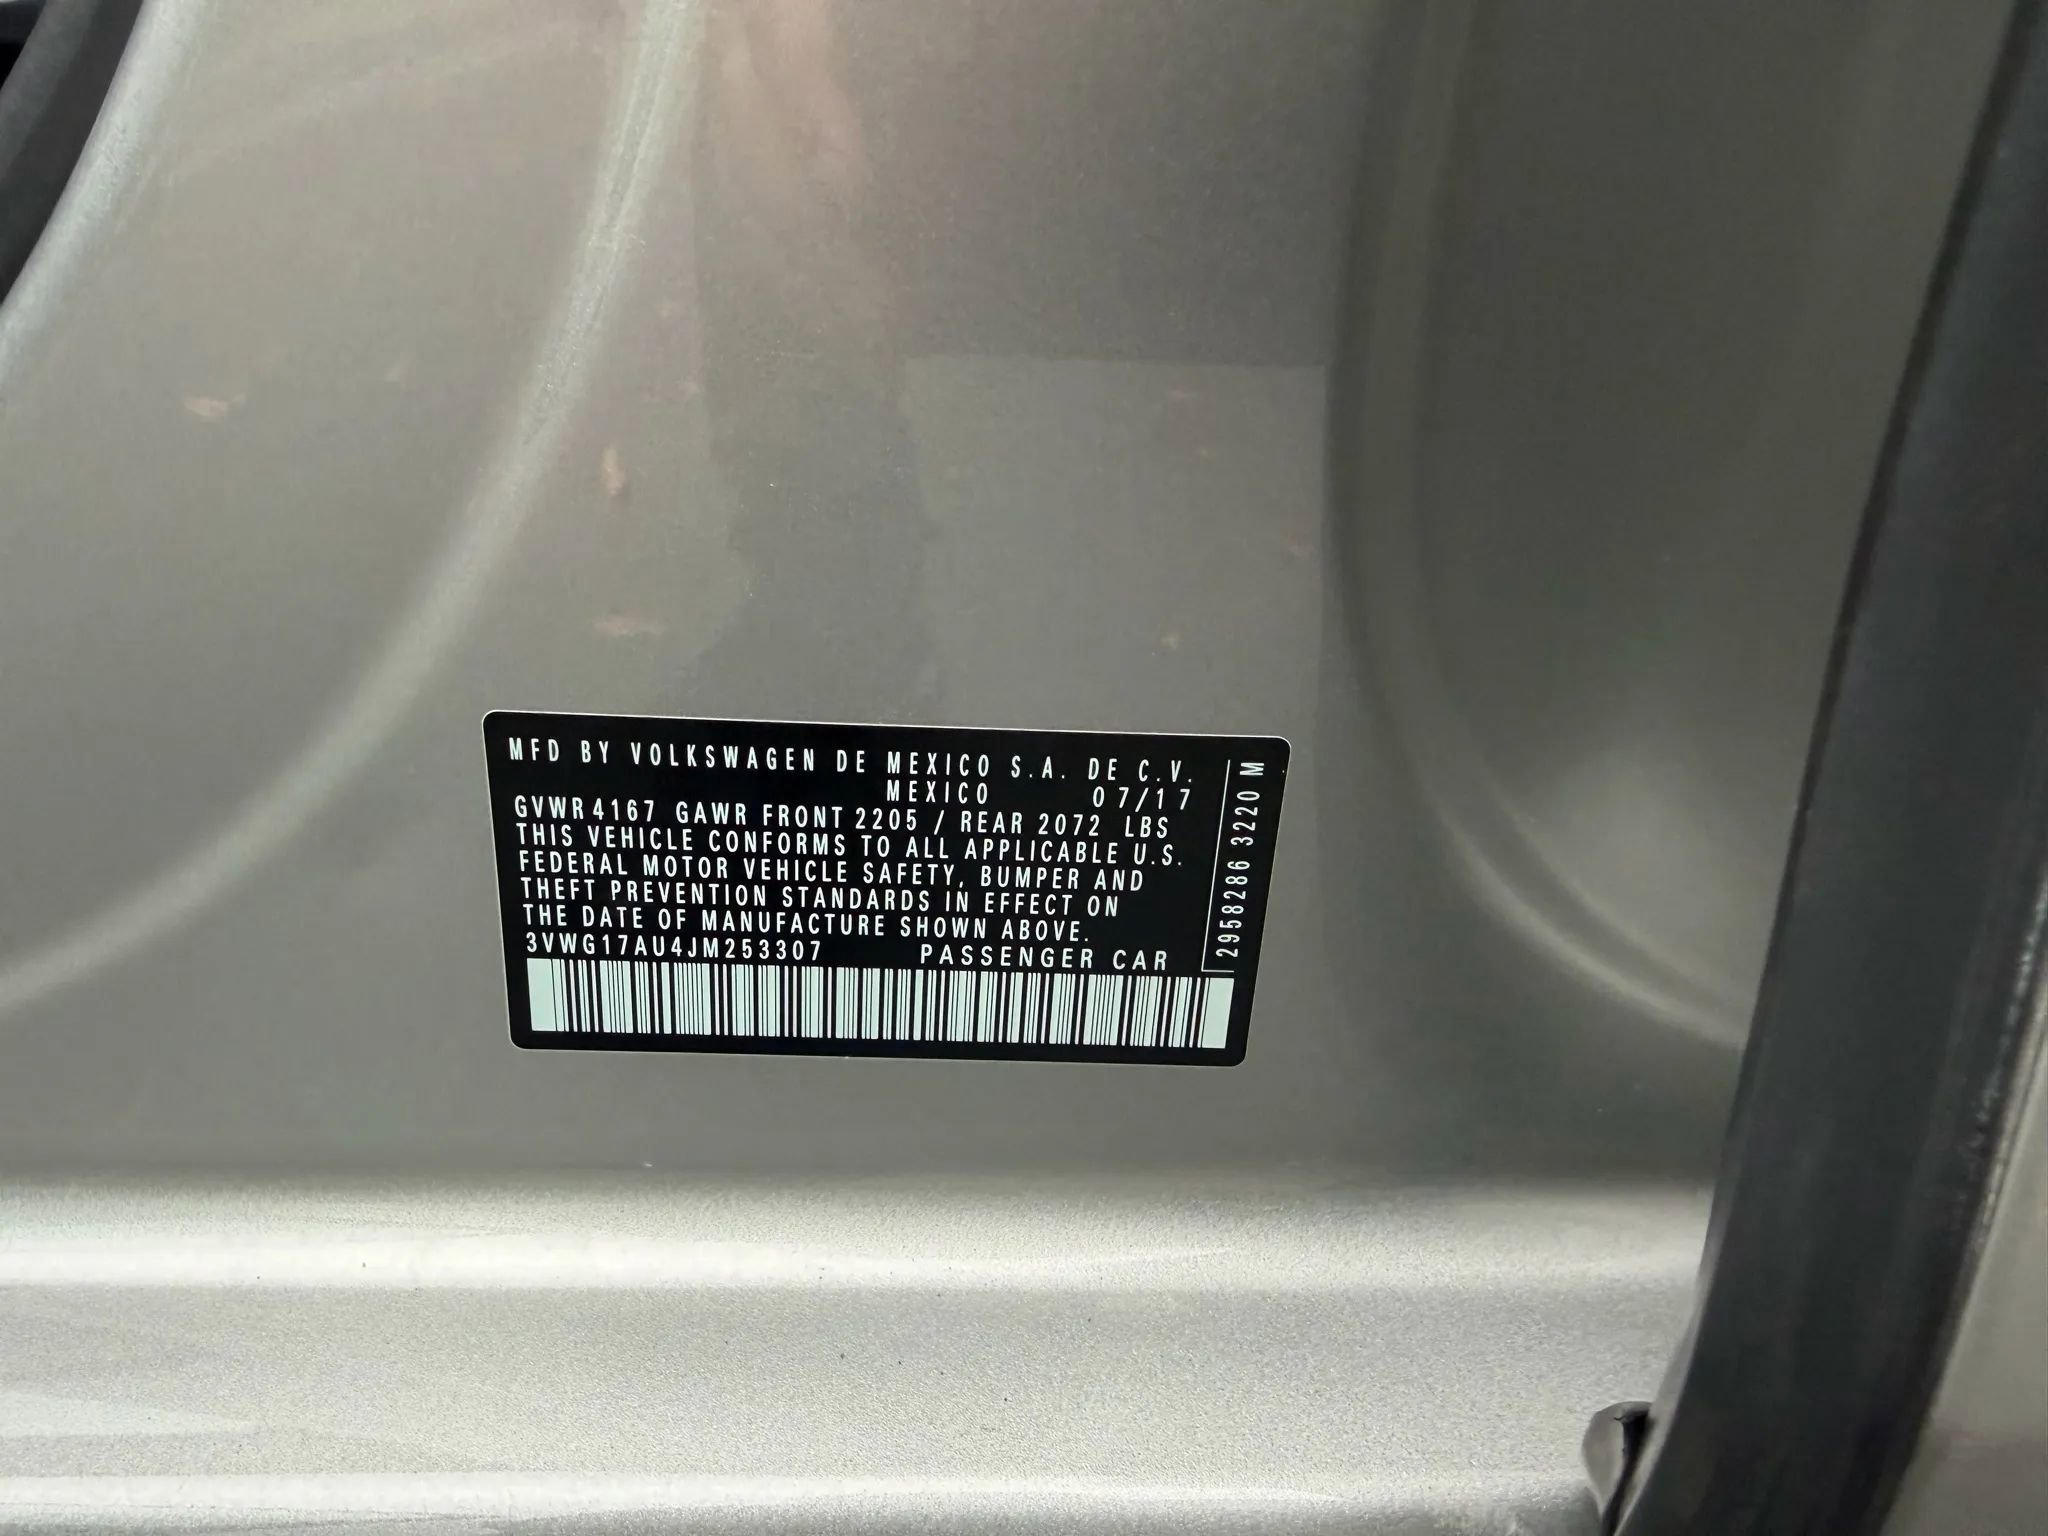 MFD BY VOLKSWAGEN DE MEXICO S.A. DE C.V.
MEXICO 07/17
GVWR 4167 GAWR FRONT 2205 / REAR 2072 LBS
THIS VEHICLE CONFORMS TO ALL APPLICABLE U.S.
FEDERAL MOTOR VEHICLE SAFETY, BUMPER AND
THEFT PREVENTION STANDARDS IN EFFECT ON
THE DATE OF MANUFACTURE SHOWN ABOVE.
3VWG17AU4JM253307 PASSENGER CAR
2958286 3220 M